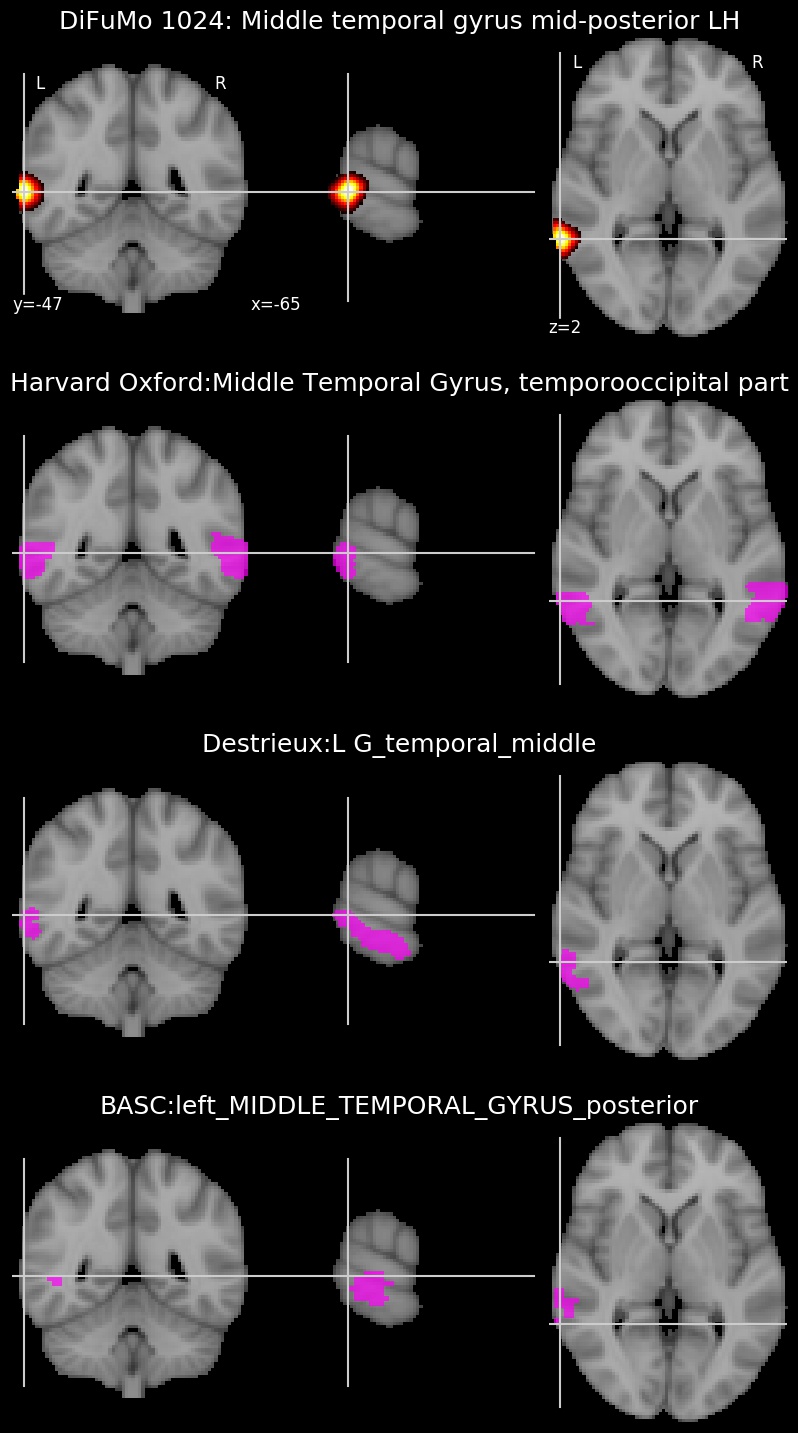 DiFuMo 1024: Middle temporal gyrus mid-posterior LH
L R
L R
y=-47 x=-65
z=2
Harvard Oxford:Middle Temporal Gyrus, temporooccipital part
Destrieux:L G_temporal_middle
BASC:left_MIDDLE_TEMPORAL_GYRUS_posterior